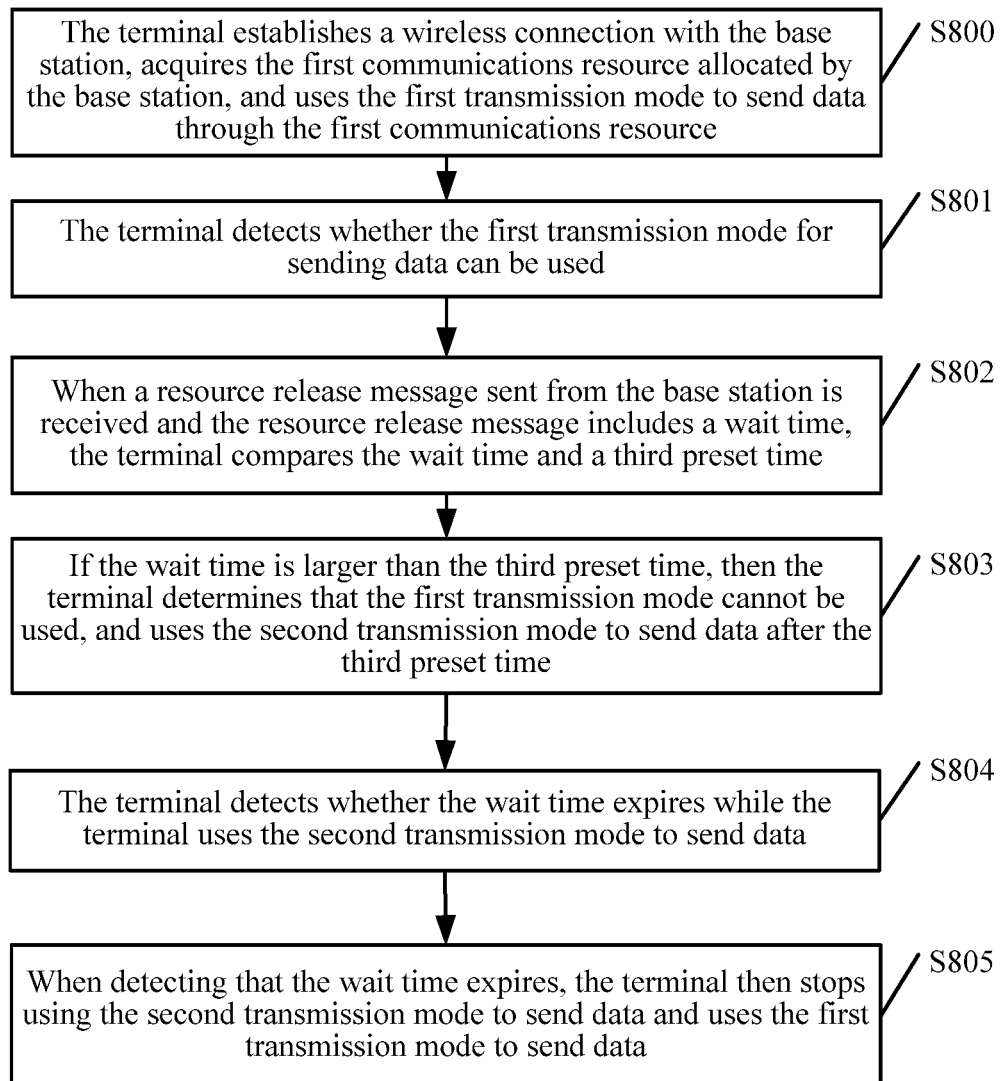 The terminal establishes a wireless connection with the base
station, acquires the first communications resource allocated by
the base station, and uses the first transmission mode to send data
through the first communications resource
S800
The terminal detects whether the first transmission mode for
sending data can be used
S801
When a resource release message sent from the base station is
received and the resource release message includes a wait time,
the terminal compares the wait time and a third preset time
S802
If the wait time is larger than the third preset time, then the
terminal determines that the first transmission mode cannot be
used, and uses the second transmission mode to send data after the
third preset time
S803
The terminal detects whether the wait time expires while the
terminal uses the second transmission mode to send data
S804
When detecting that the wait time expires, the terminal then stops
using the second transmission mode to send data and uses the first
transmission mode to send data
S805